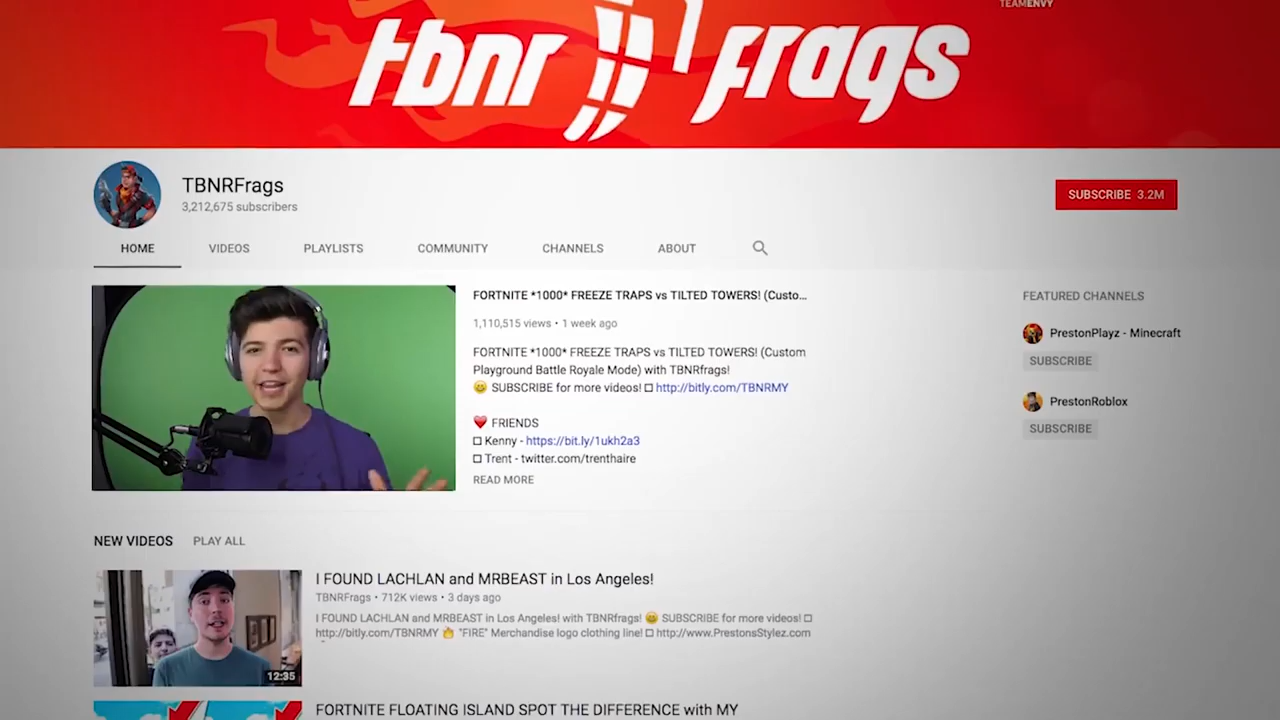 TEAMENVY
tbnr frags
TBNRFrags
3,212,675 subscribers
SUBSCRIBE 3.2M
HOME VIDEOS PLAYLISTS COMMUNITY CHANNELS ABOUT
FORTNITE *1000* FREEZE TRAPS vs TILTED TOWERS! (Custo...
1,110,515 views • 1 week ago
FORTNITE *1000* FREEZE TRAPS vs TILTED TOWERS! (Custom
Playground Battle Royale Mode) with TBNRfrags!
😀 SUBSCRIBE for more videos! □ http://bitly.com/TBNRMY
❤️ FRIENDS
□ Kenny - https://bit.ly/1ukh2a3
□ Trent - twitter.com/trenthaire
READ MORE
FEATURED CHANNELS
PrestonPlayz - Minecraft
SUBSCRIBE
PrestonRoblox
SUBSCRIBE
NEW VIDEOS PLAY ALL
I FOUND LACHLAN and MRBEAST in Los Angeles!
TBNRFrags • 712K views • 3 days ago
I FOUND LACHLAN and MRBEAST in Los Angeles! with TBNRfrags! 😀 SUBSCRIBE for more videos! □
http://bitly.com/TBNRMY 🔥 "FIRE" Merchandise logo clothing line! □ http://www.PrestonsStylez.com
12:35
FORTNITE FLOATING ISLAND SPOT THE DIFFERENCE with MY